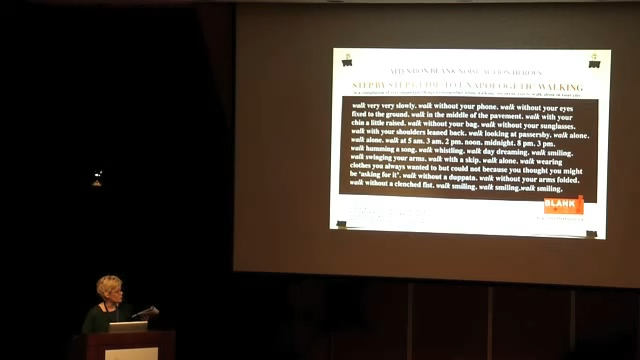 ATTENTION BLANK NOISE ACTION HEROES
STEP BY STEP GUIDE TO UNAPOLOGETIC WALKING
walk very very slowly. walk without your phone. walk without your eyes
fixed to the ground. walk in the middle of the pavement. walk with your
chin a little raised. walk without your bag. walk without your sunglasses.
walk with your shoulders leaned back. walk looking at passersby. walk alone.
walk alone. walk at 5 am. 3 am. 2 pm. noon. midnight. 8 pm. 3 pm.
walk humming a song. walk whistling. walk day dreaming. walk smiling.
walk swinging your arms. walk with a skip. walk alone. walk wearing
clothes you always wanted to but could not because you thought you might
be 'asking for it'. walk without a duppata. walk without your arms folded.
walk without a clenched fist. walk smiling. walk smiling.walk smiling.
BLANK